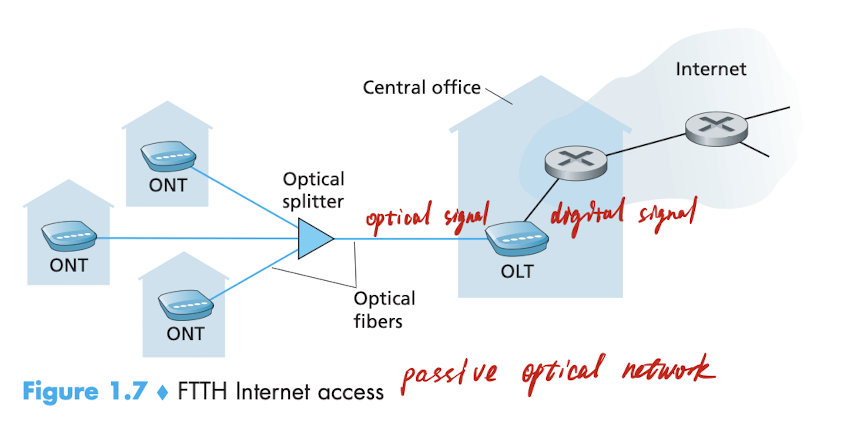 Internet
Central office
ONT
Optical
splitter
optical signal
digital signal
ONT
OLT
Optical
fibers
ONT
passive optical network
Figure 1.7 ♦ FTTH Internet access